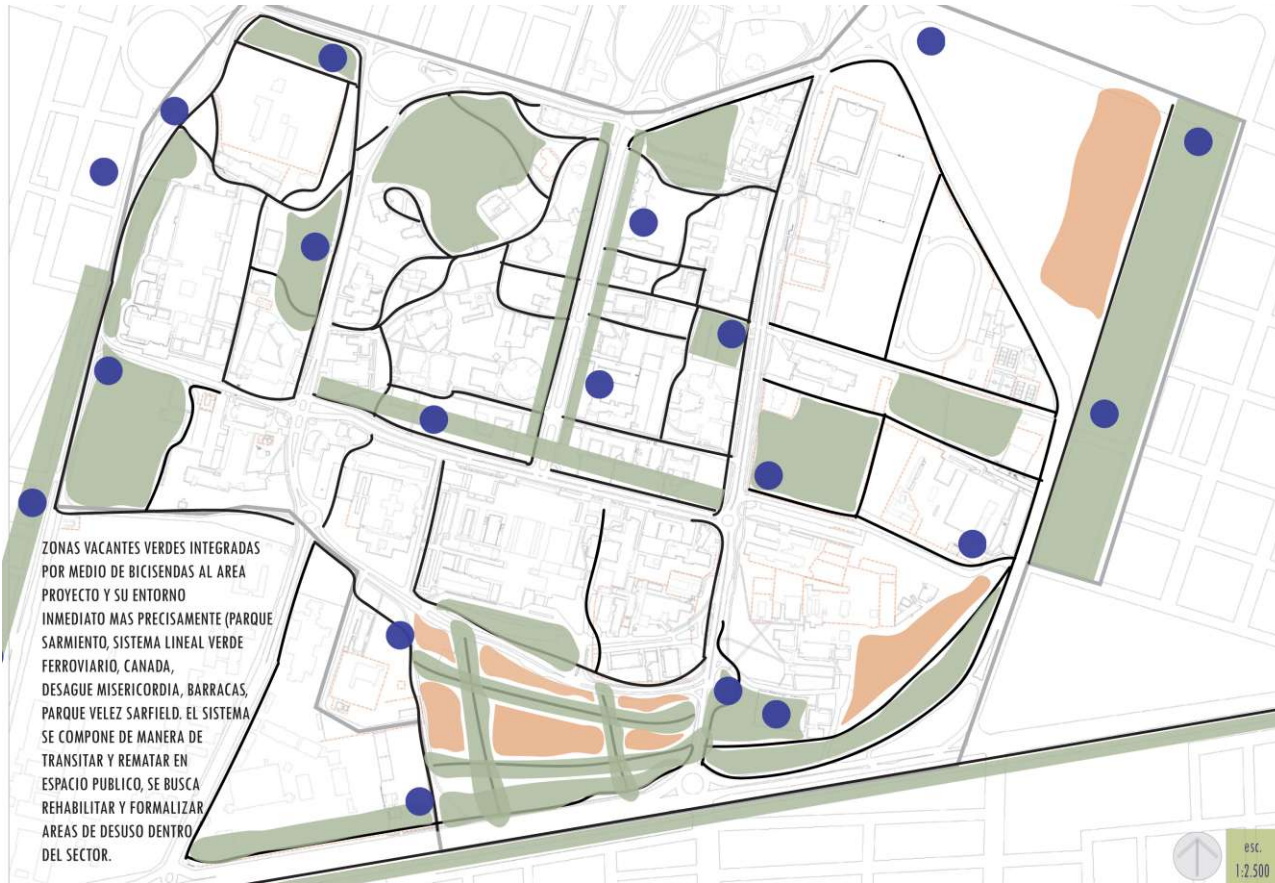 ZONAS VACANTES VERDES INTEGRADAS
POR MEDIO DE BICISENDAS AL AREA
PROYECTO Y SU ENTORNO
INMEDIATO MAS PRECISAMENTE (PARQUE
SARMIENTO, SISTEMA LINEAL VERDE
FERROVIARIO, CANADA,
DESAGUE MISERICORDIA, BARRACAS,
PARQUE VELEZ SARFIELD. EL SISTEMA
SE COMPONE DE MANERA DE
TRANSITAR Y REMATAR EN
ESPACIO PUBLICO, SE BUSCA
REHABILITAR Y FORMALIZAR
AREAS DE DESUSO DENTRO
DEL SECTOR.
esc.
1:2.500